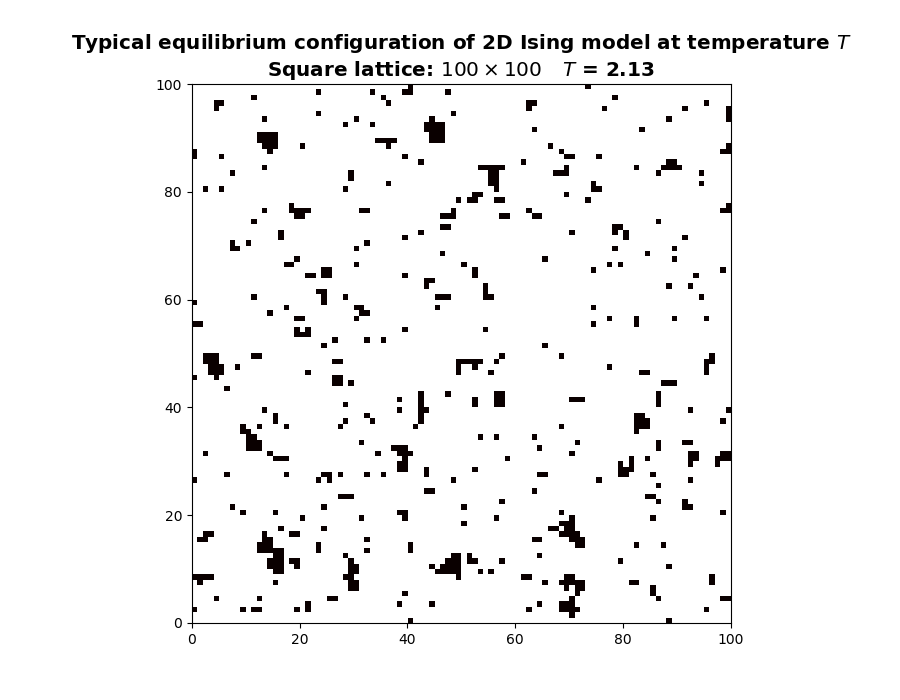 Typical equilibrium configuration of 2D Ising model at temperature T
Square lattice: 100 × 100 T = 2.13
100
80
60
40
20
0
0 20 40 60 80 100